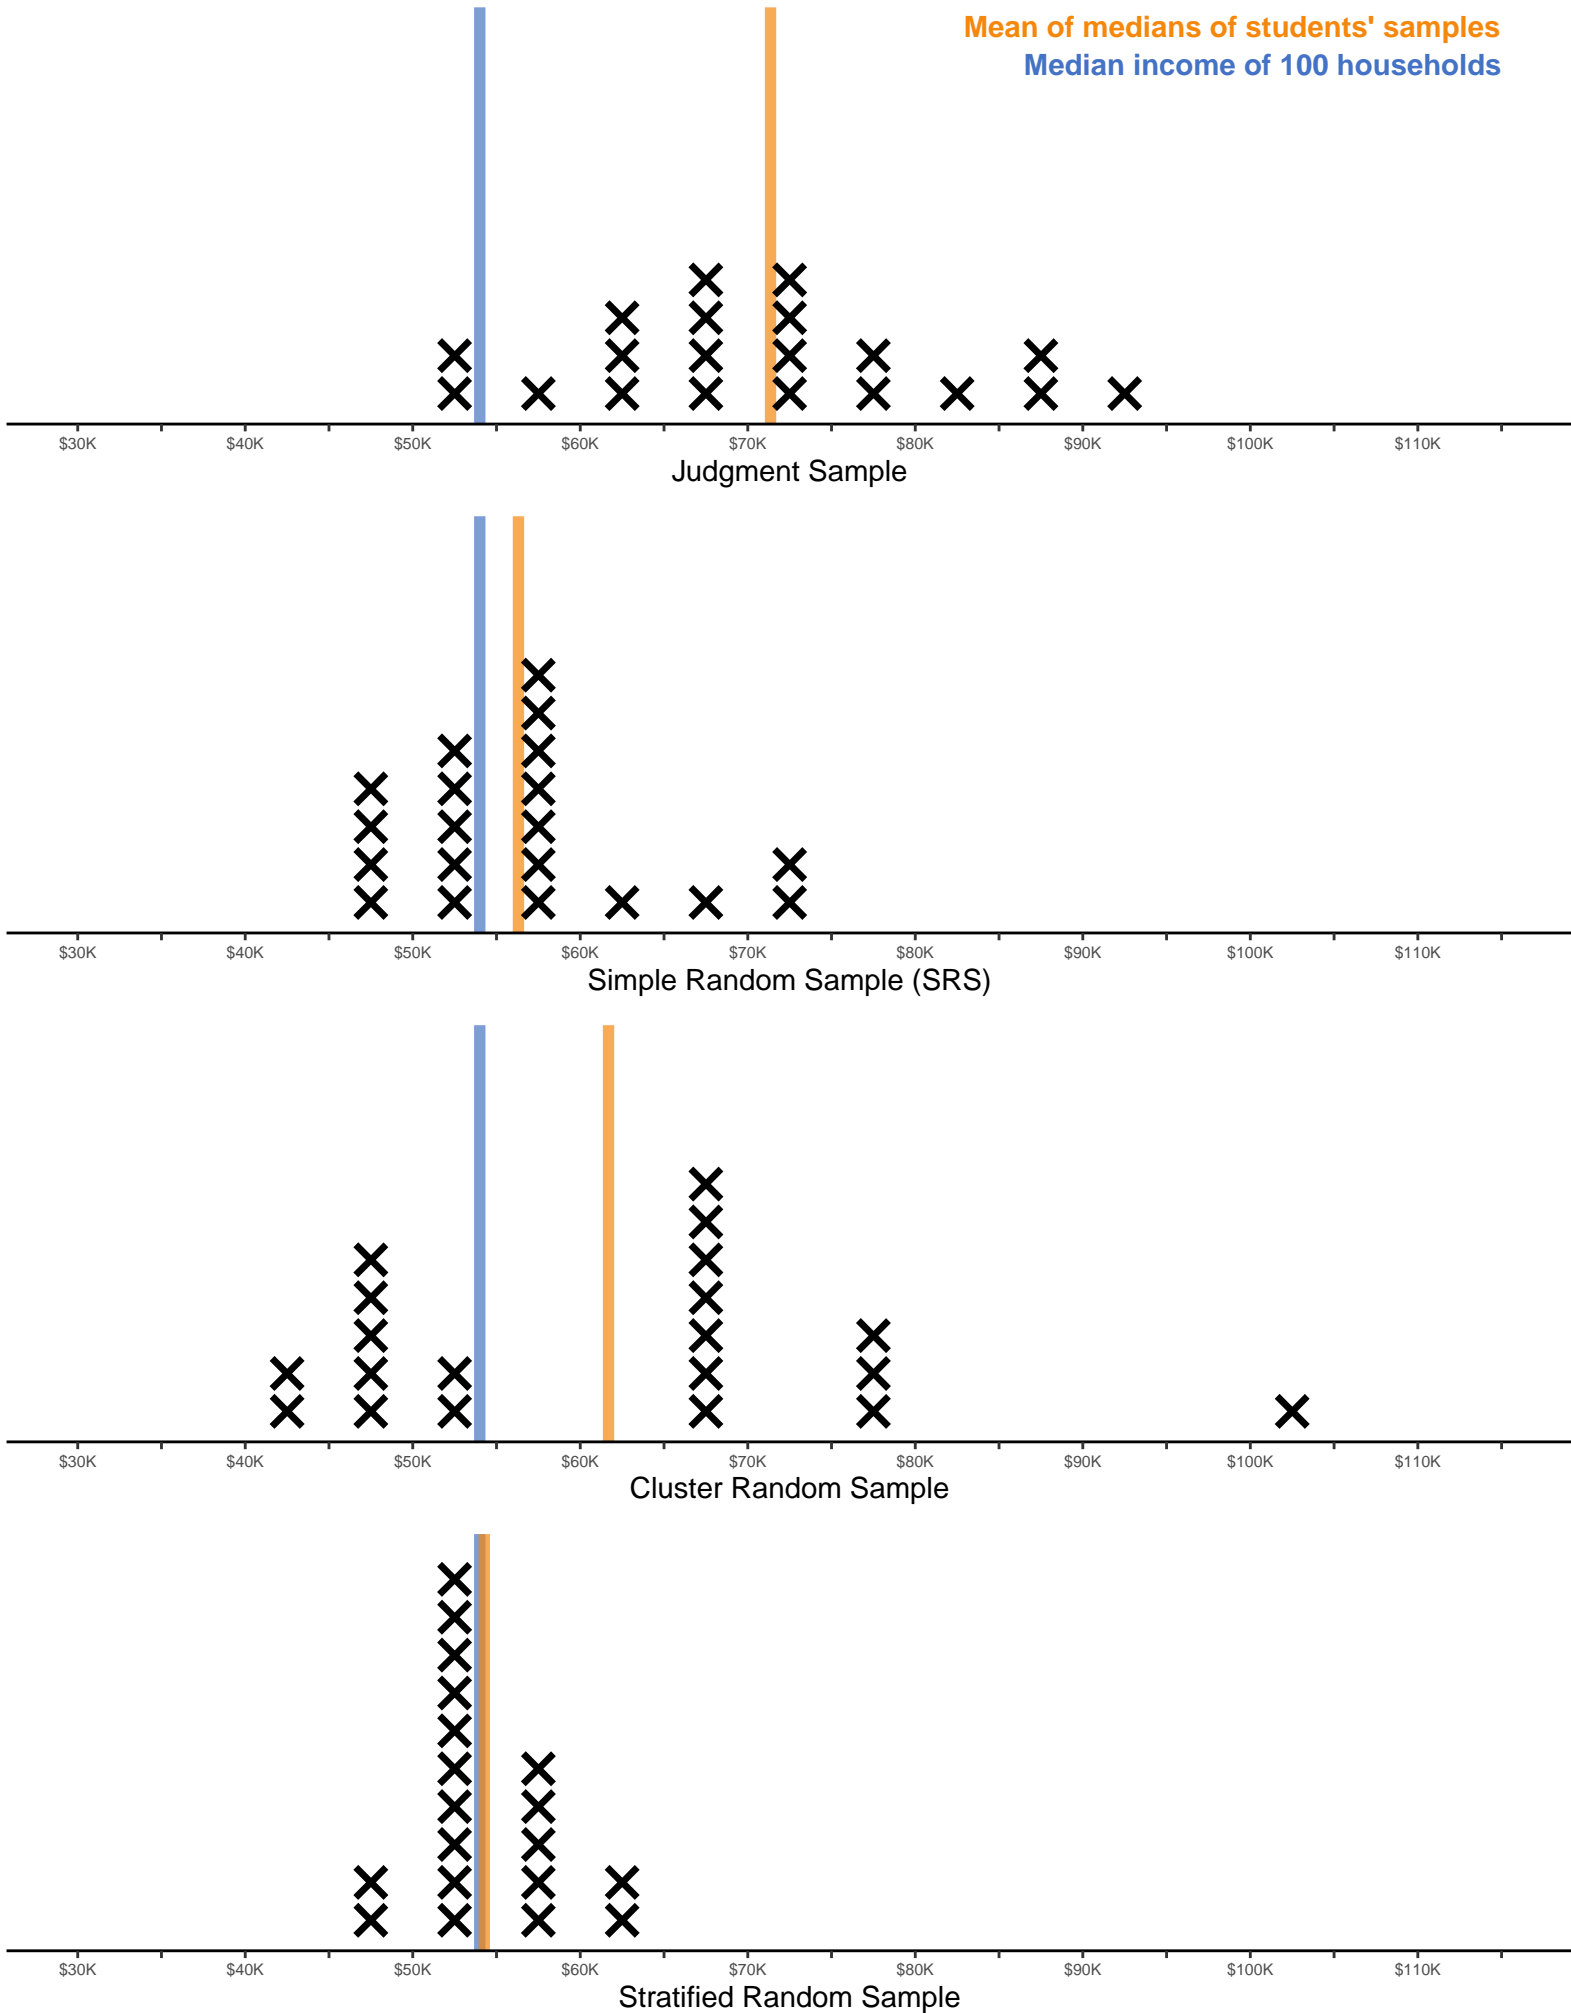 Mean of medians of students' samples
Median income of 100 households
$30K $40K $50K $60K $70K $80K $90K $100K $110K
Judgment Sample
$30K $40K $50K $60K $70K $80K $90K $100K $110K
Simple Random Sample (SRS)
$30K $40K $50K $60K $70K $80K $90K $100K $110K
Cluster Random Sample
$30K $40K $50K $60K $70K $80K $90K $100K $110K
Stratified Random Sample